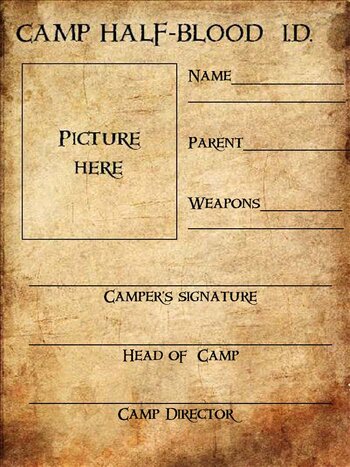 CAMP HALF-BLOOD I.D.
NAME
PICTURE
HERE
PARENT
WEAPONS
CAMPER'S SIGNATURE
HEAD OF CAMP
CAMP DIRECTOR